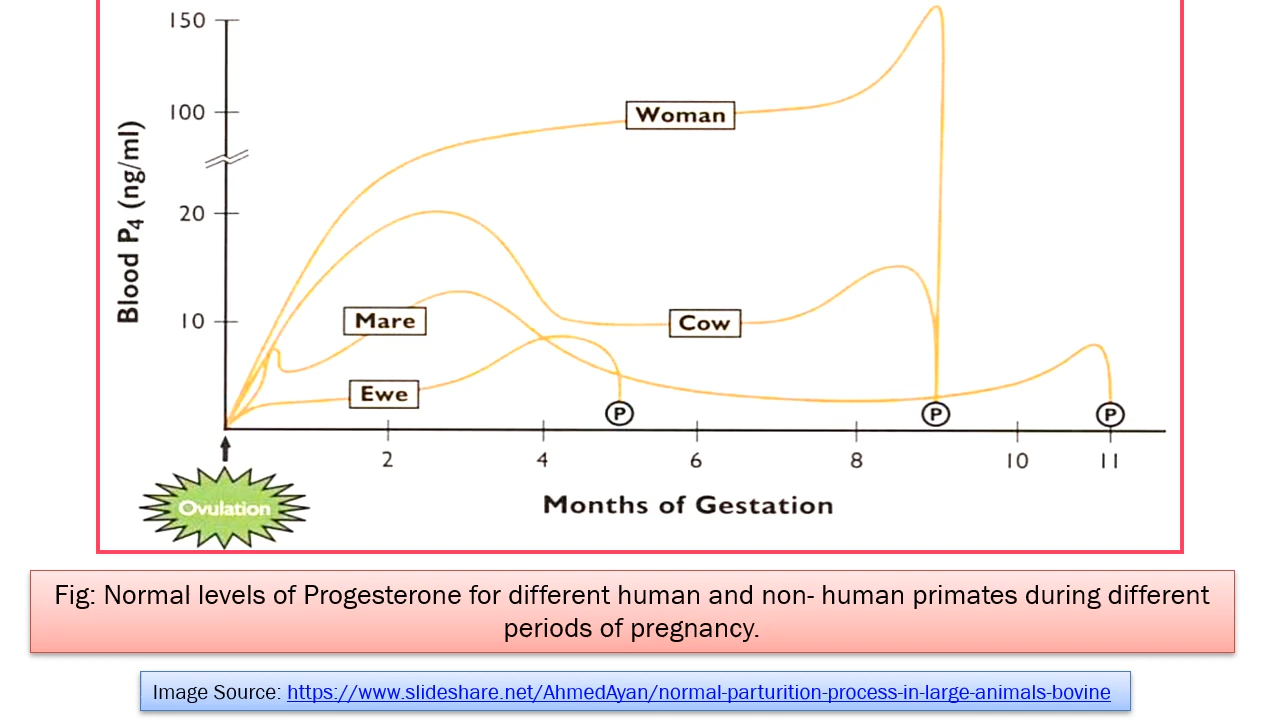 150
100
20
10
Blood P4 (ng/ml)
Woman
Mare
Cow
Ewe
P
P
P
2
4
6
8
10
11
Ovulation
Months of Gestation
Fig: Normal levels of Progesterone for different human and non- human primates during different
periods of pregnancy.
Image Source: https://www.slideshare.net/AhmedAyan/normal-parturition-process-in-large-animals-bovine